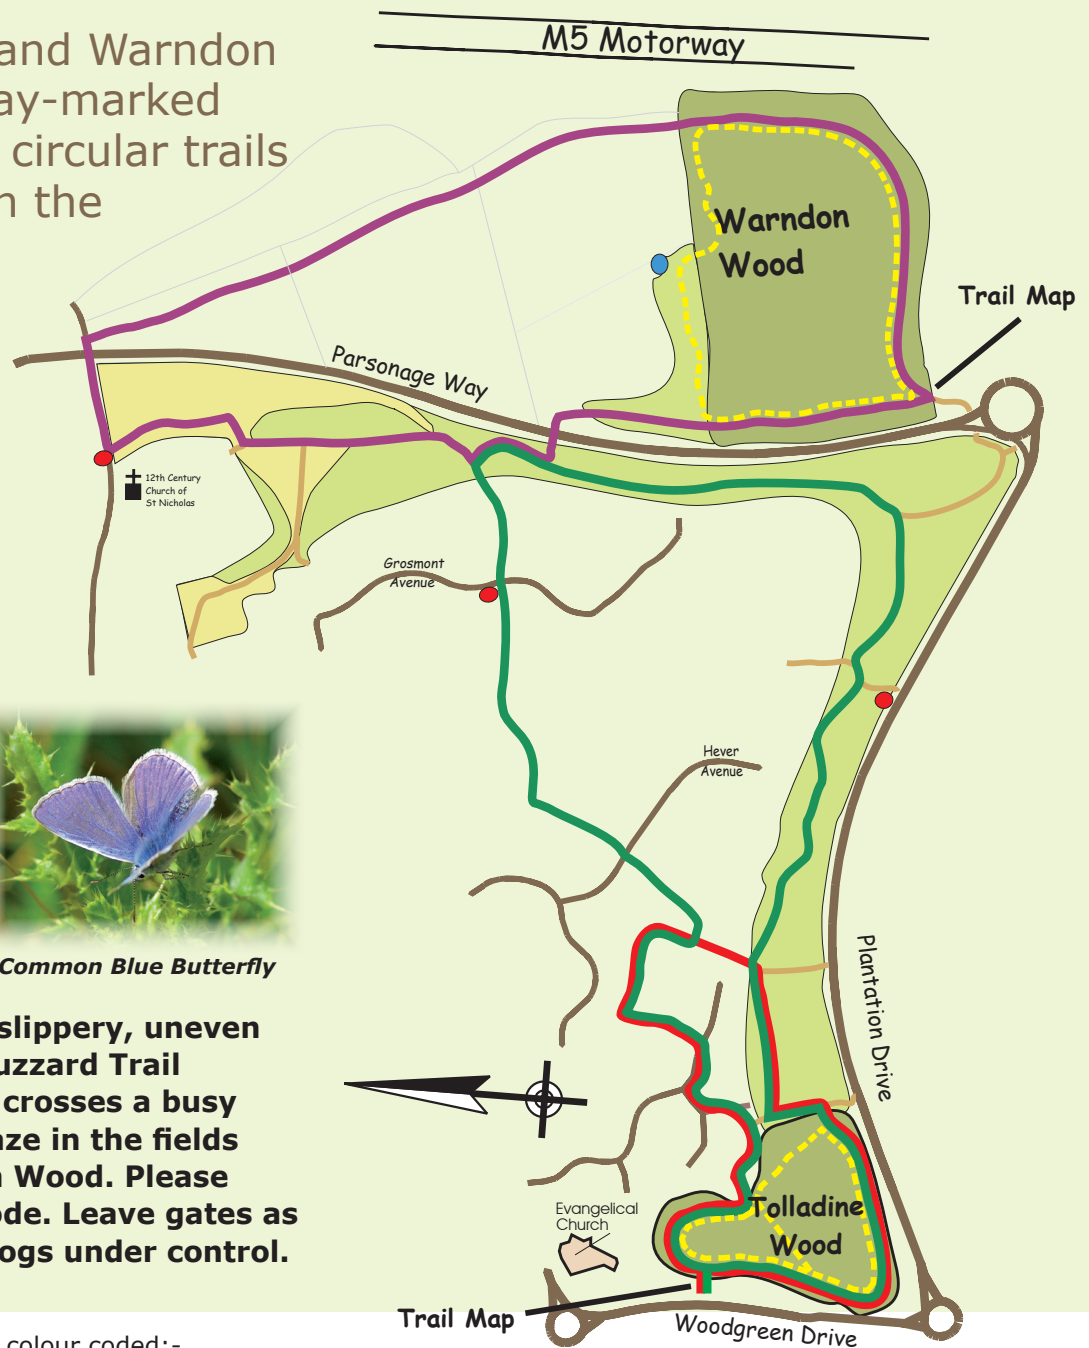 and Warndon
ay-marked
circular trails
n the
M5 Motorway
Warndon
Wood
Trail Map
Parsonage Way
12th Century
Church of
St Nicholas
Grosmont
Avenue
Hever
Avenue
Common Blue Butterfly
slippery, uneven
uzzard Trail
crosses a busy
aze in the fields
n Wood. Please
ode. Leave gates as
ogs under control.
Plantation Drive
Evangelical
Church
Tolladine
Wood
Trail Map
Woodgreen Drive
colour coded:-